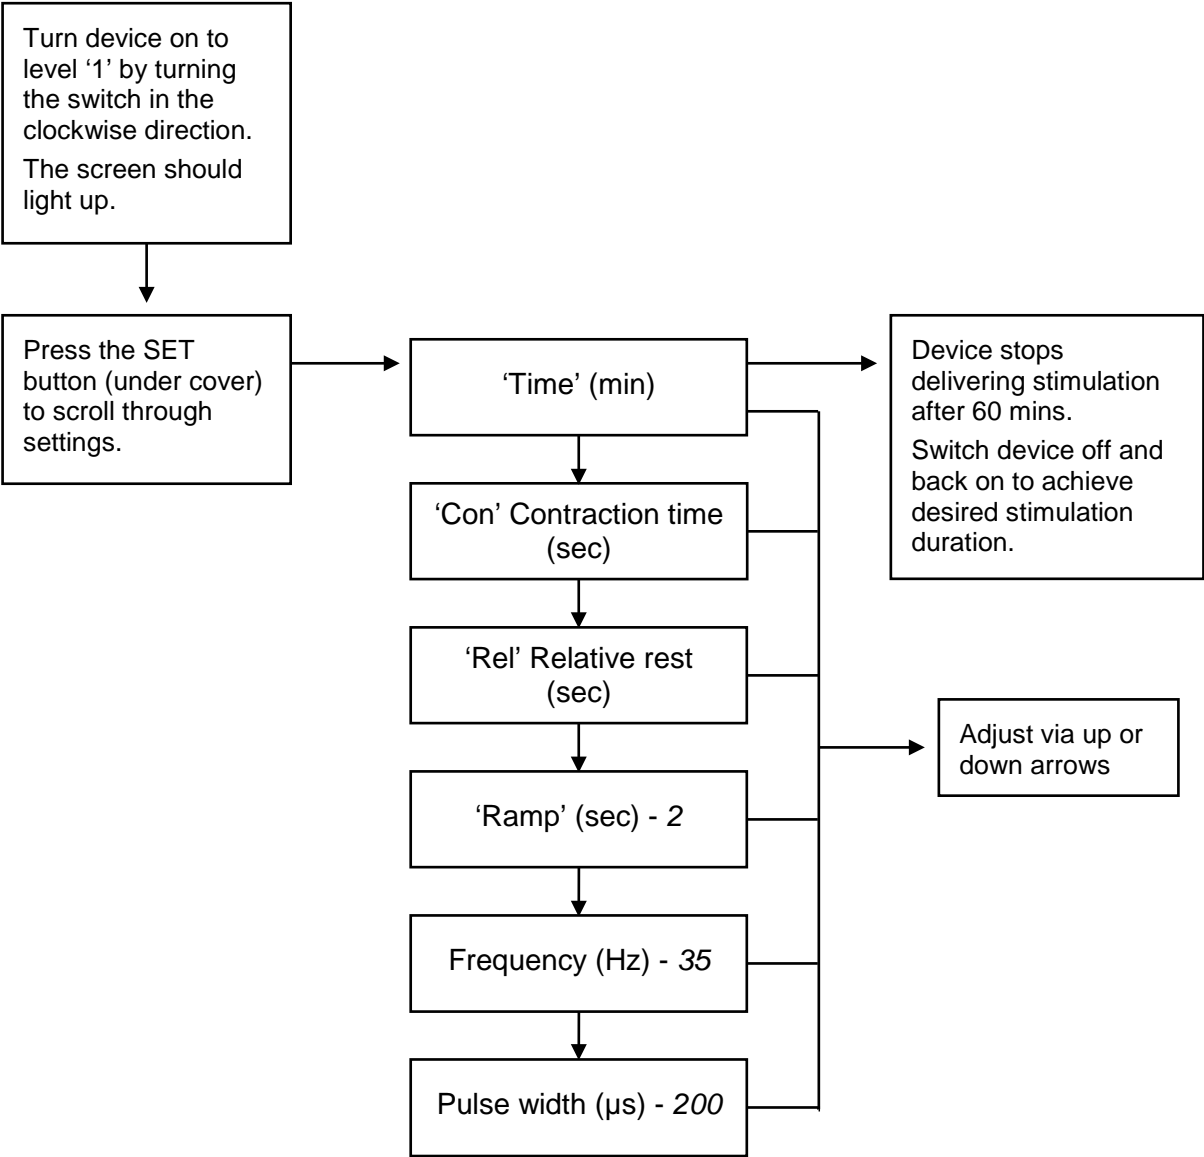 Turn device on to
level ‘1’ by turning
the switch in the
clockwise direction.
The screen should
light up.
Press the SET
button (under cover)
to scroll through
settings.
‘Time’ (min)
Device stops
delivering stimulation
after 60 mins.
Switch device off and
back on to achieve
desired stimulation
duration.
‘Con’ Contraction time
(sec)
‘Rel’ Relative rest
(sec)
Adjust via up or
down arrows
‘Ramp’ (sec) - 2
Frequency (Hz) - 35
Pulse width (µs) - 200